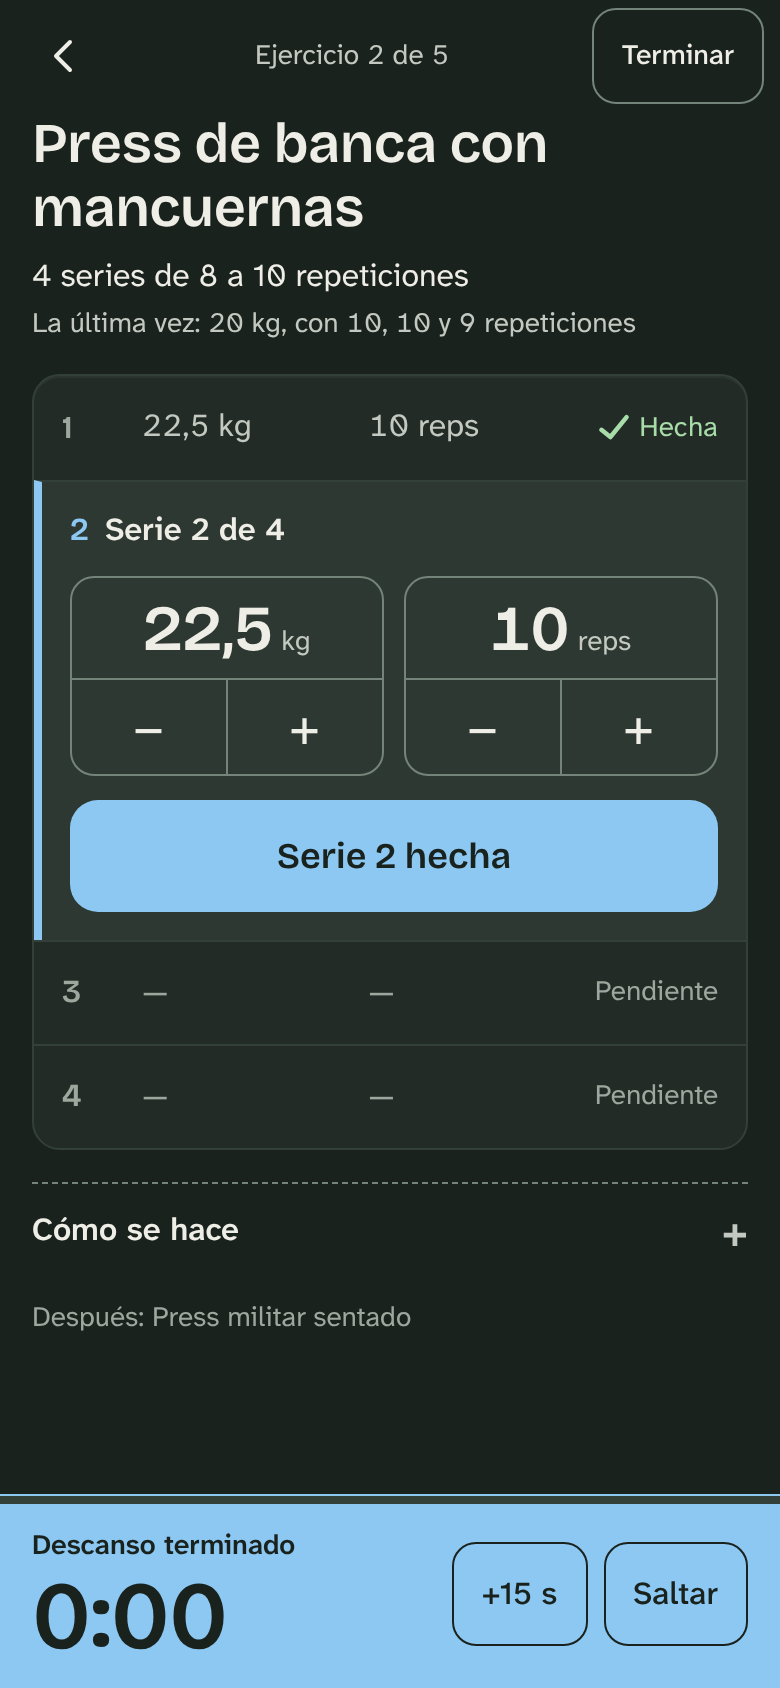 Ejercicio 2 de 5
Terminar
Press de banca con
mancuernas
4 series de 8 a 10 repeticiones
La última vez: 20 kg, con 10, 10 y 9 repeticiones
1 22,5 kg 10 reps Hecha
2 Serie 2 de 4
22,5 kg 10 reps
− + − +
Serie 2 hecha
3 — — Pendiente
4 — — Pendiente
Cómo se hace +
Después: Press militar sentado
Descanso terminado
0:00
+15 s
Saltar